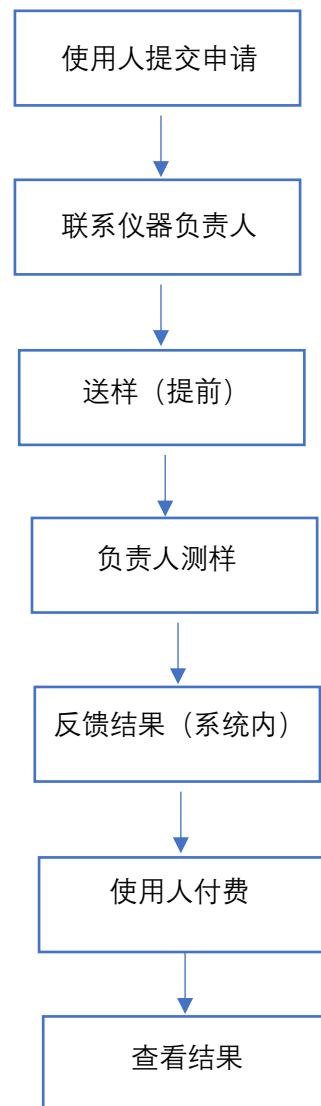 使用人提交申请
联系仪器负责人
送样（提前）
负责人测样
反馈结果（系统内）
使用人付费
查看结果